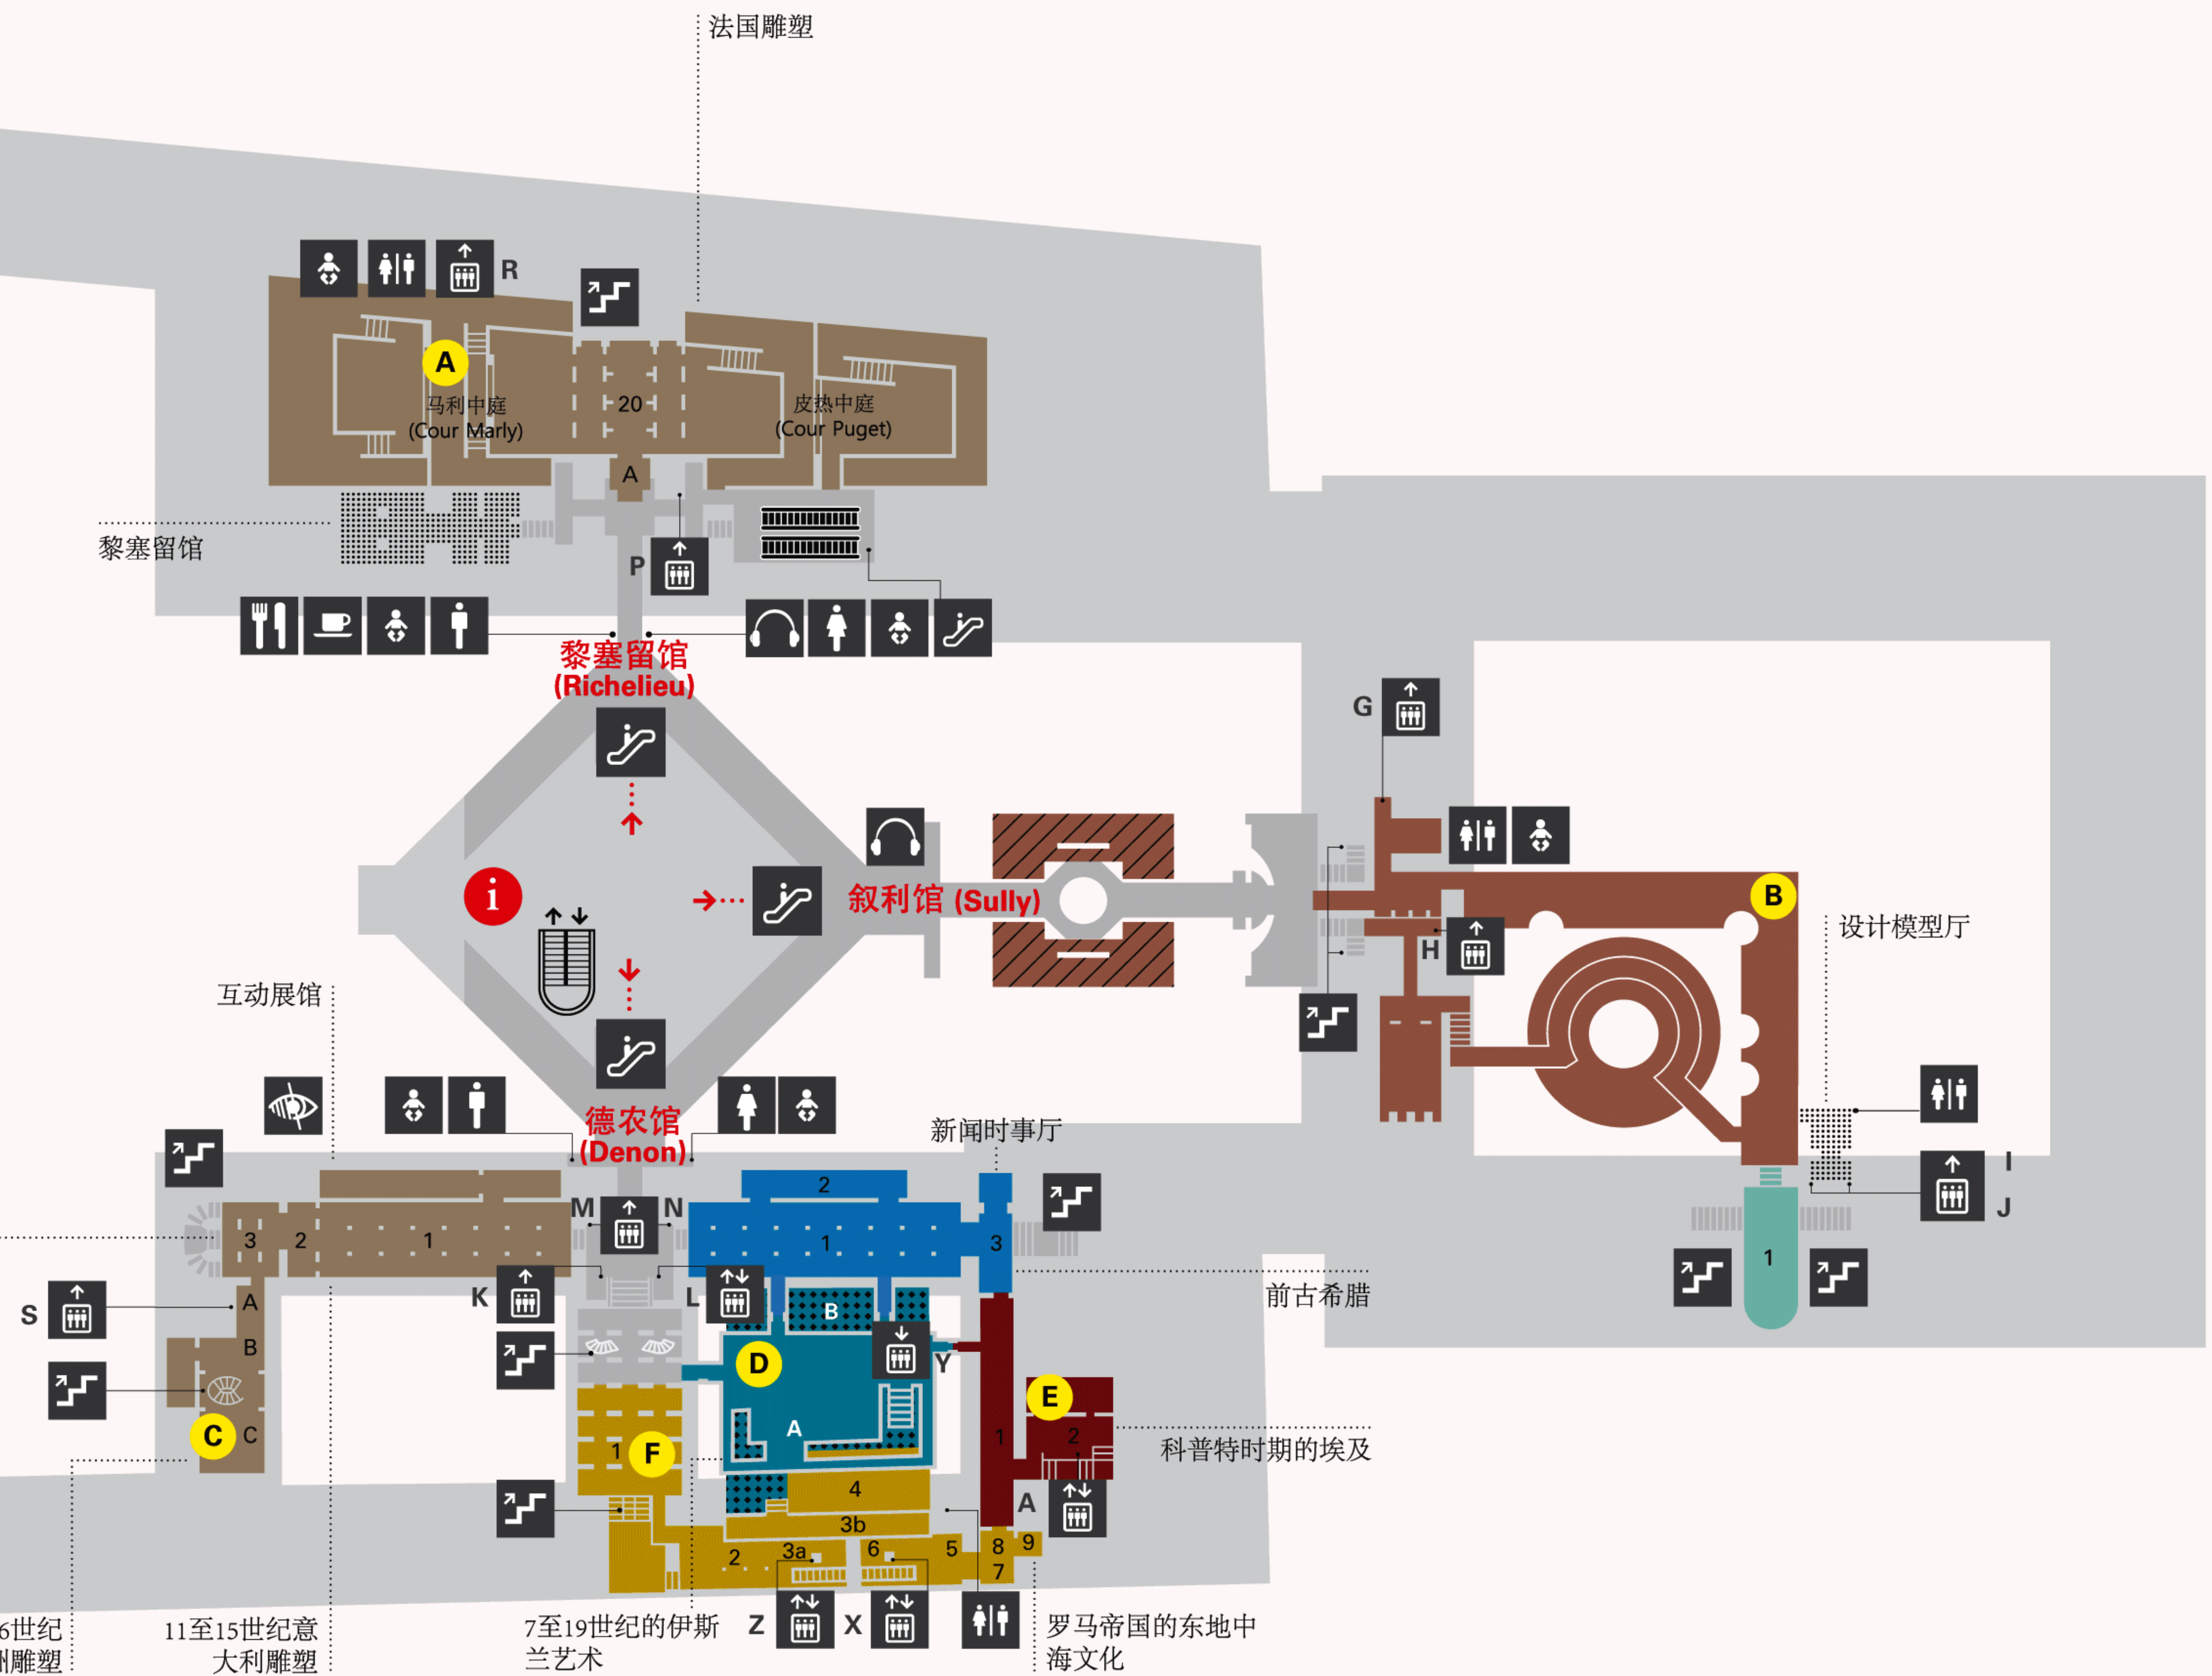 法国雕塑
R
A
马利中庭
(Cour Marly)
20
皮热中庭
(Cour Puget)
A
黎塞留馆
P
黎塞留馆
(Richelieu)
G
i
叙利馆 (Sully)
B
H
设计模型厅
互动展馆
德农馆
(Denon)
新闻时事厅
I
J
2
M
N
3
2
1
1
3
1
K
L
S
A
B
C
C
B
D
Y
A
前古希腊
E
1
2
科普特时期的埃及
1
F
4
A
3b
2
3a
6
5
8
9
7
Z
X
6世纪
雕塑
11至15世纪意
大利雕塑
7至19世纪的伊斯
兰艺术
罗马帝国的东地中
海文化